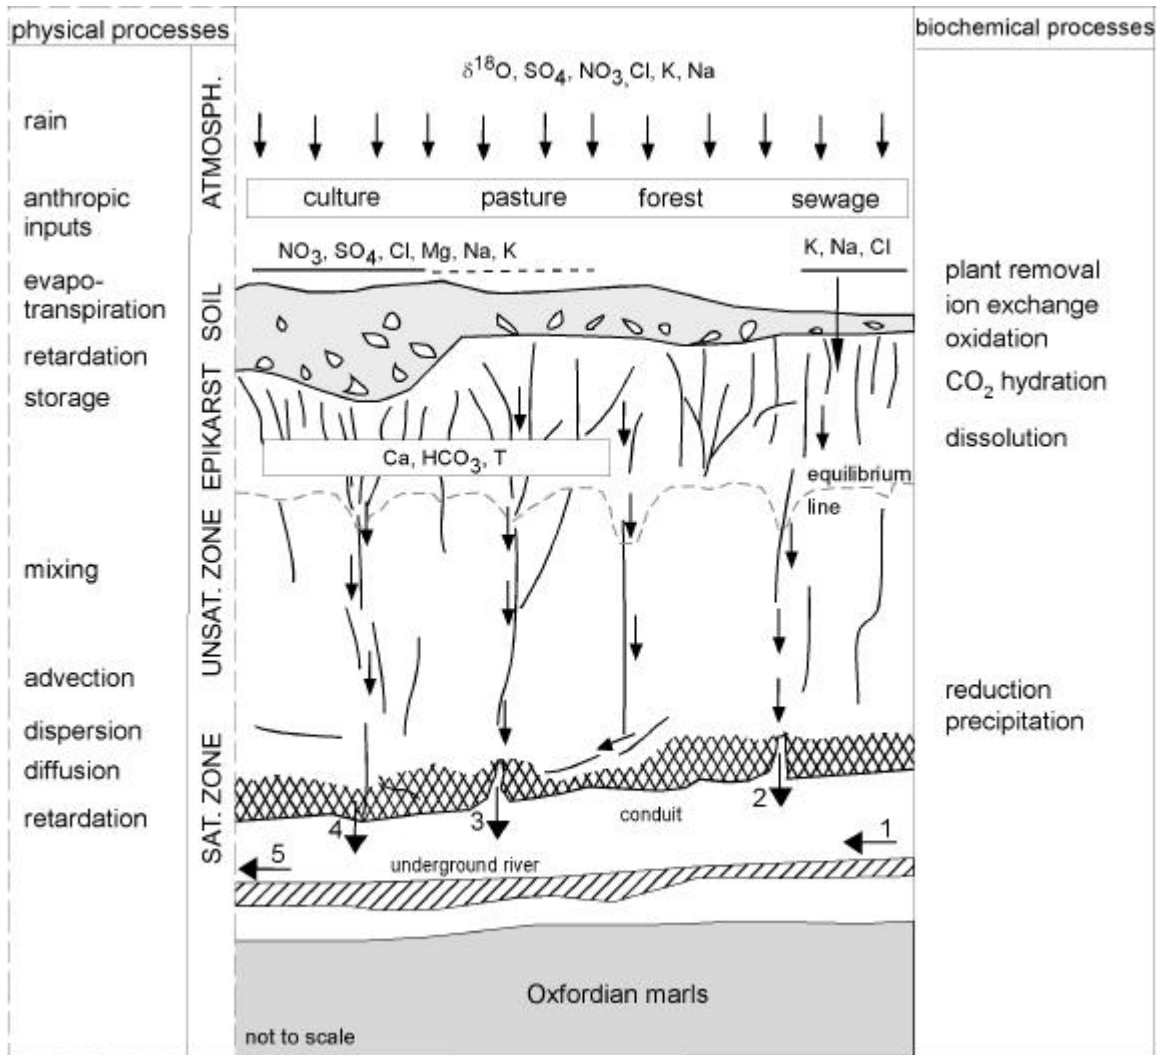 physical processes
biochemical processes
δ¹⁸O, SO₄, NO₃, Cl, K, Na
rain
ATMOSPH.
anthropic
inputs
culture
pasture
forest
sewage
NO₃, SO₄, Cl, Mg, Na, K
K, Na, Cl
evapo-
transpiration
SOIL
plant removal
ion exchange
oxidation
retardation
storage
EPIKARST
CO₂ hydration
dissolution
Ca, HCO₃, T
equilibrium
line
mixing
UNSAT. ZONE
advection
reduction
precipitation
dispersion
diffusion
retardation
SAT. ZONE
2
conduit
4
3
1
5
underground river
Oxfordian marls
not to scale